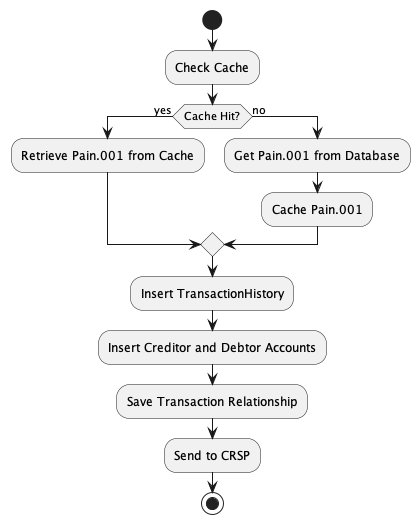 Check Cache
yes
Cache Hit?
no
Retrieve Pain.001 from Cache
Get Pain.001 from Database
Cache Pain.001
Insert TransactionHistory
Insert Creditor and Debtor Accounts
Save Transaction Relationship
Send to CRSP